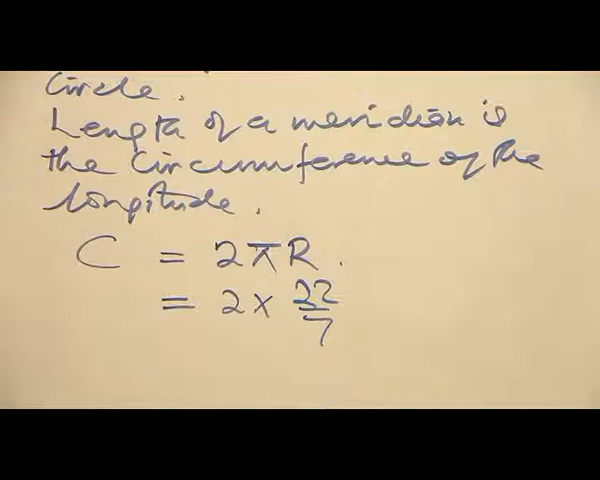 Circle.
Length of a meridian is
the Circumference of the
longitude.
C = 2πR.
= 2 × 22/7